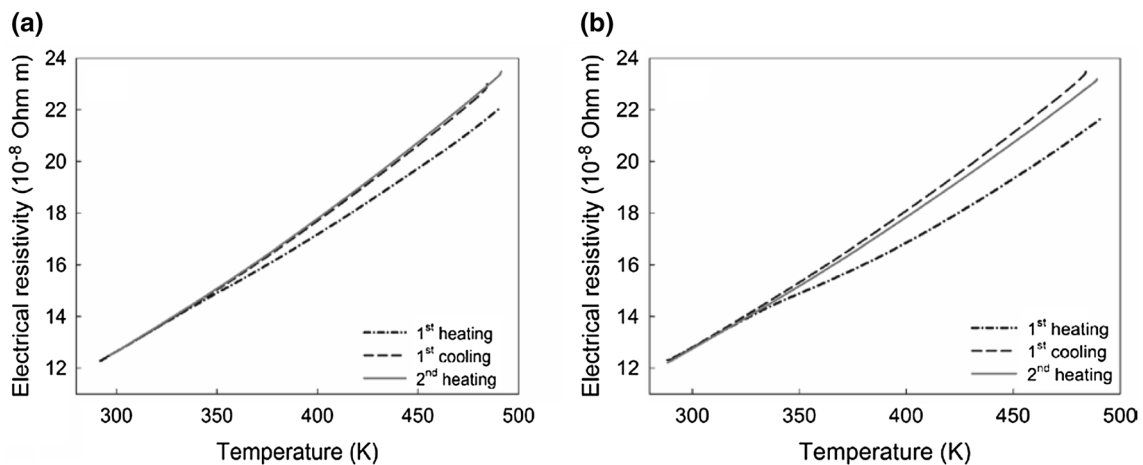 (a)
Electrical resistivity (10⁻⁸ Ohm m)
24
22
20
18
16
14
12
1st heating
1st cooling
2nd heating
300
350
400
450
500
Temperature (K)
(b)
Electrical resistivity (10⁻⁸ Ohm m)
24
22
20
18
16
14
12
1st heating
1st cooling
2nd heating
300
350
400
450
500
Temperature (K)